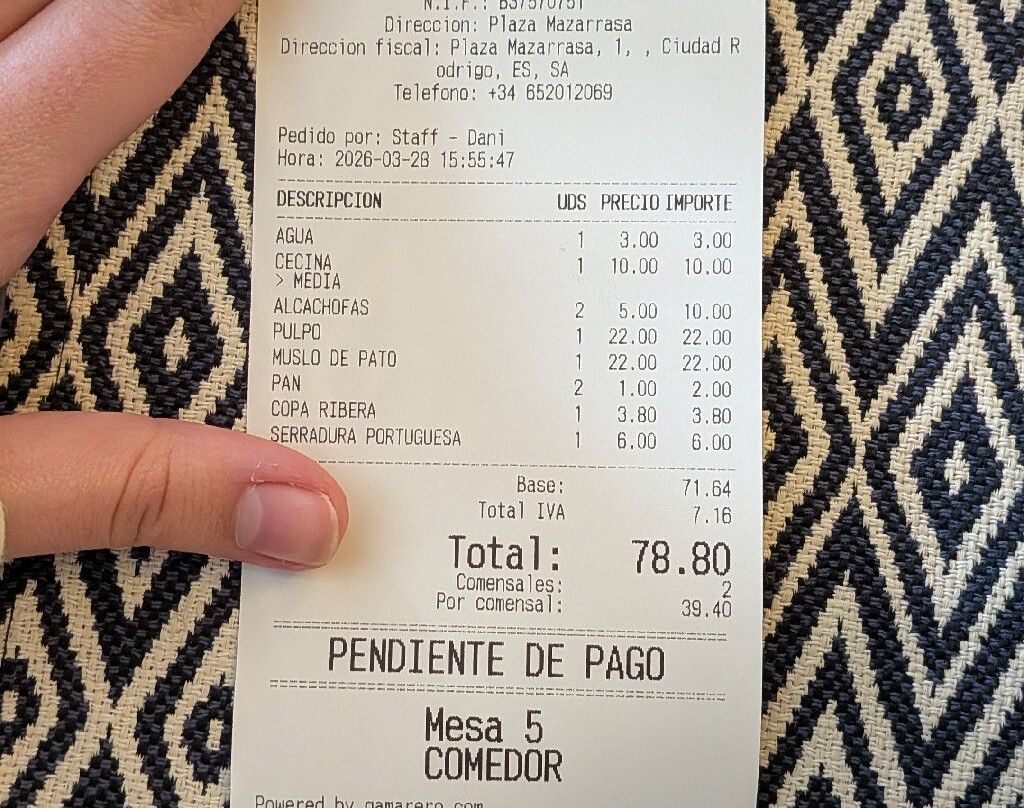 N.I.F.: B37570751
Direccion: Plaza Mazarrasa
Direccion fiscal: Plaza Mazarrasa, 1, , Ciudad R
odrigo, ES, SA
Telefono: +34 652012069
Pedido por: Staff - Dani
Hora: 2026-03-28 15:55:47
DESCRIPCION UDS PRECIO IMPORTE
AGUA 1 3.00 3.00
CECINA 1 10.00 10.00
> MEDIA
ALCACHOFAS 2 5.00 10.00
PULPO 1 22.00 22.00
MUSLO DE PATO 1 22.00 22.00
PAN 2 1.00 2.00
COPA RIBERA 1 3.80 3.80
SERRADURA PORTUGUESA 1 6.00 6.00
Base: 71.64
Total IVA 7.16
Total: 78.80
Comensales: 2
Por comensal: 39.40
PENDIENTE DE PAGO
Mesa 5
COMEDOR
Powered by gamarero.com